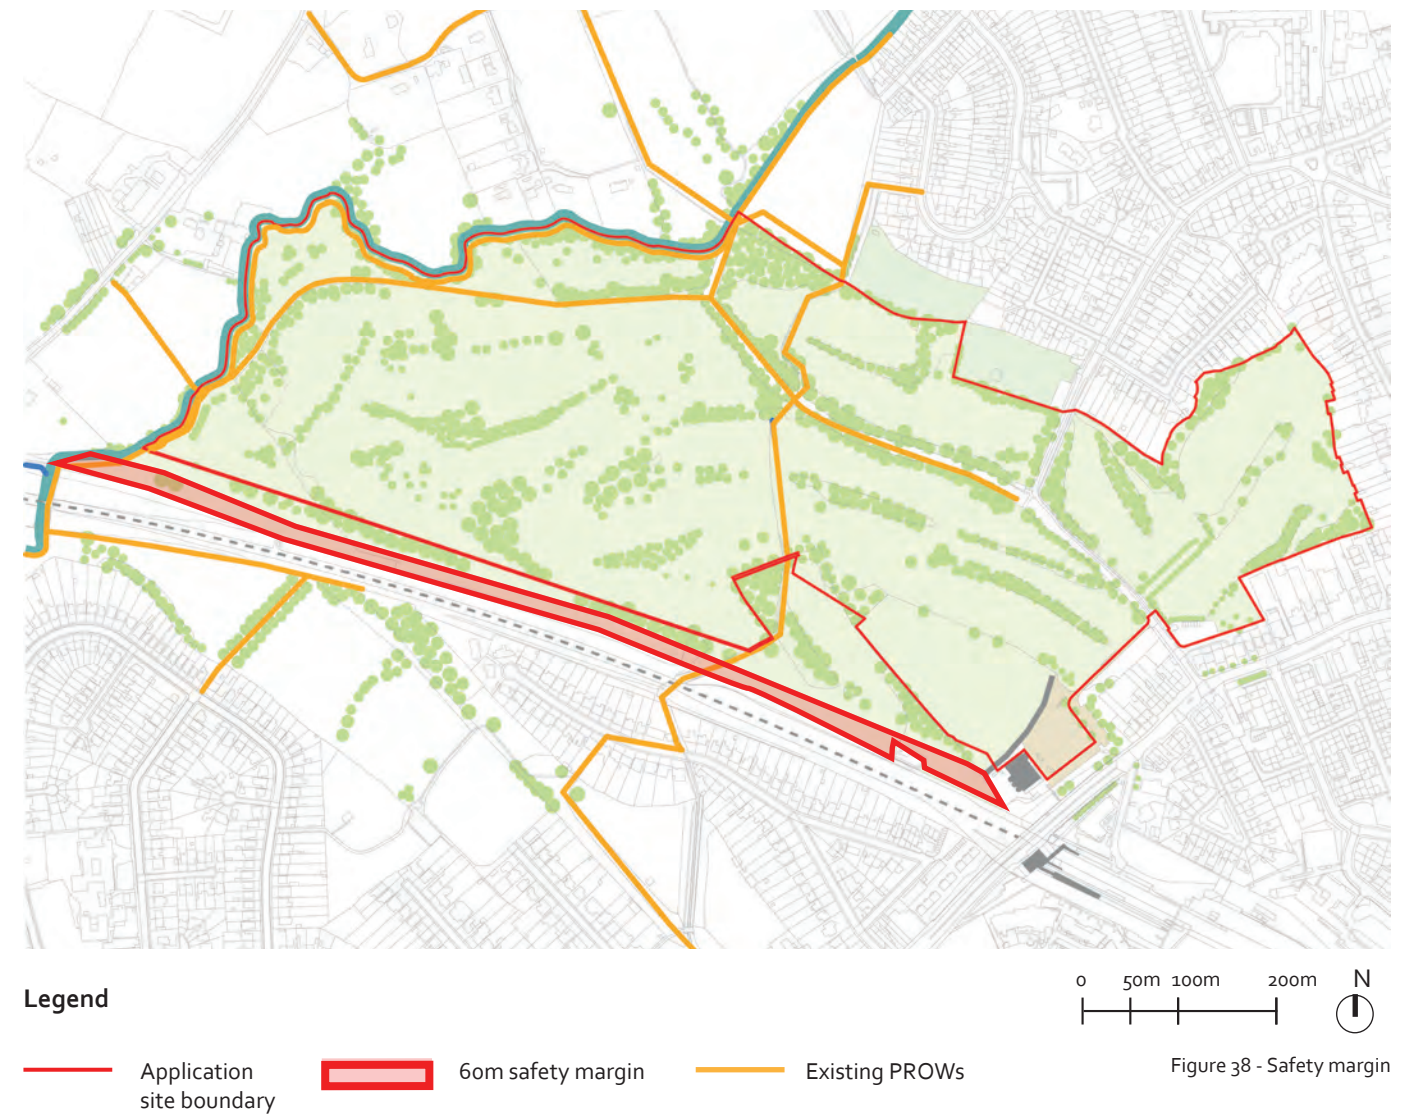 Legend
0 50m 100m 200m N
Application
site boundary
60m safety margin
Existing PROWs
Figure 38 - Safety margin